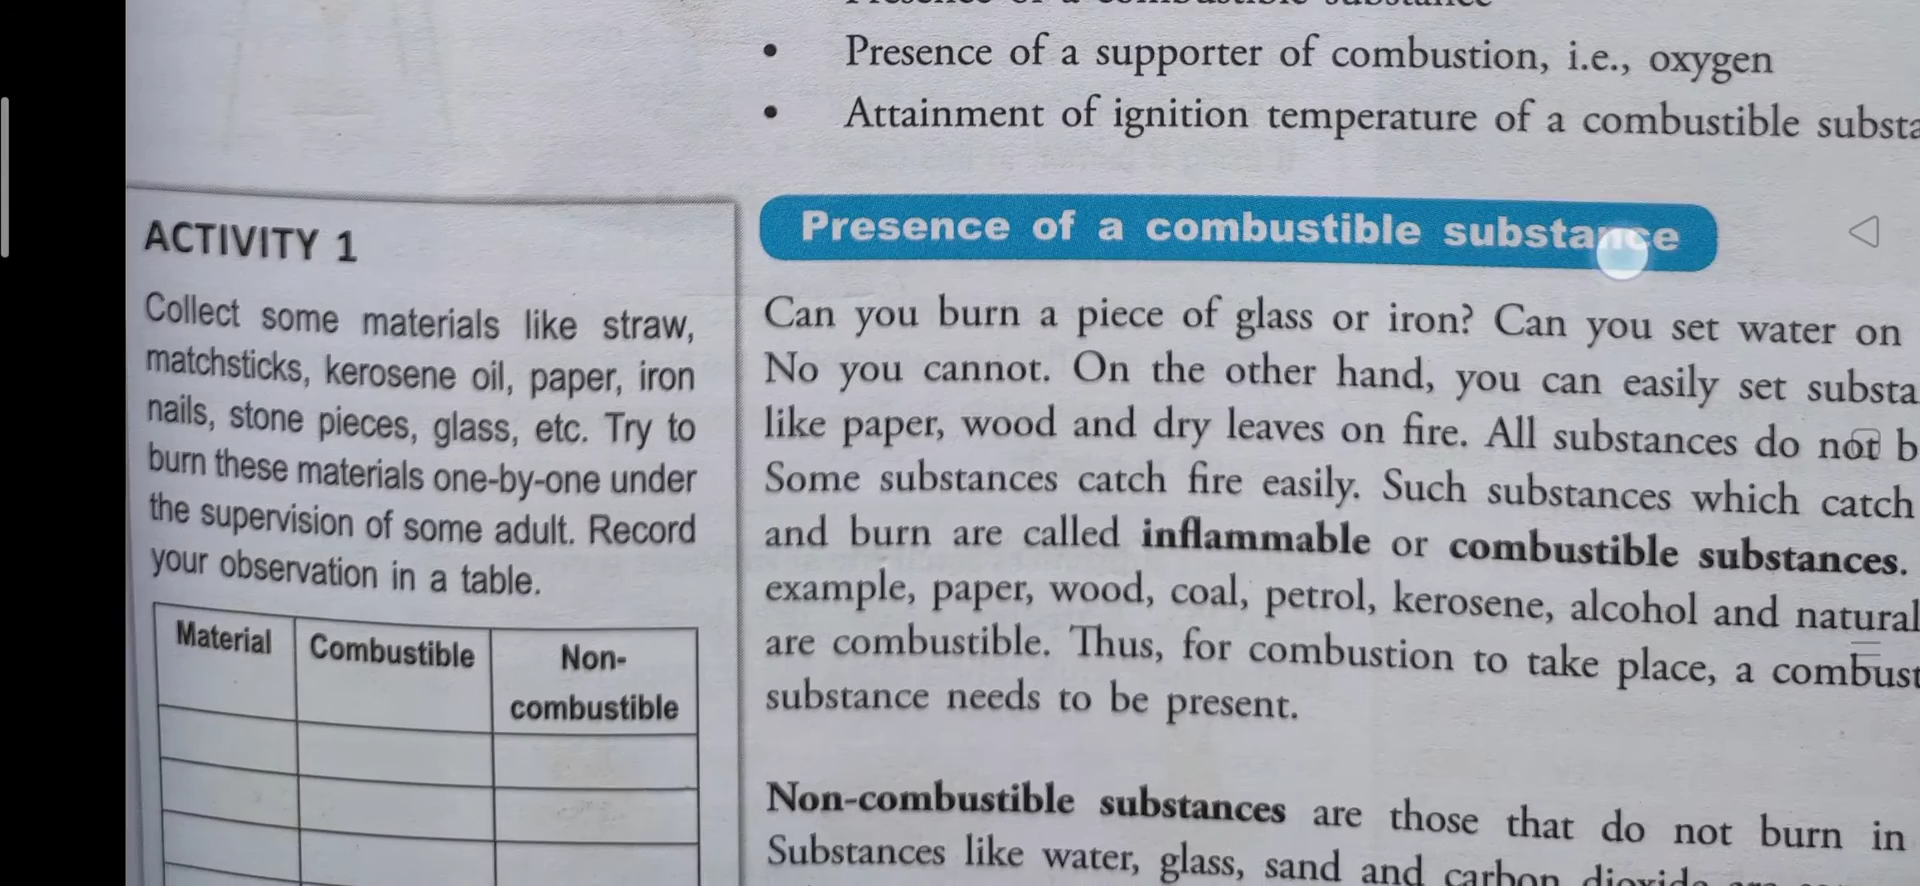 • Presence of a supporter of combustion, i.e., oxygen
• Attainment of ignition temperature of a combustible
Presence of a combustible substance
Can you burn a piece of glass or iron? Can you set water on
No you cannot. On the other hand, you can easily set
like paper, wood and dry leaves on fire. All substances do not
Some substances catch fire easily. Such substances which catch
and burn are called inflammable or combustible substances.
example, paper, wood, coal, petrol, kerosene, alcohol and natural
are combustible. Thus, for combustion to take place, a
substance needs to be present.
Non-combustible substances are those that do not burn in
Substances like water, glass, sand and carbon dioxide
ACTIVITY 1
Collect some materials like straw,
matchsticks, kerosene oil, paper, iron
nails, stone pieces, glass, etc. Try to
burn these materials one-by-one under
the supervision of some adult. Record
your observation in a table.
Material Combustible Non-
combustible